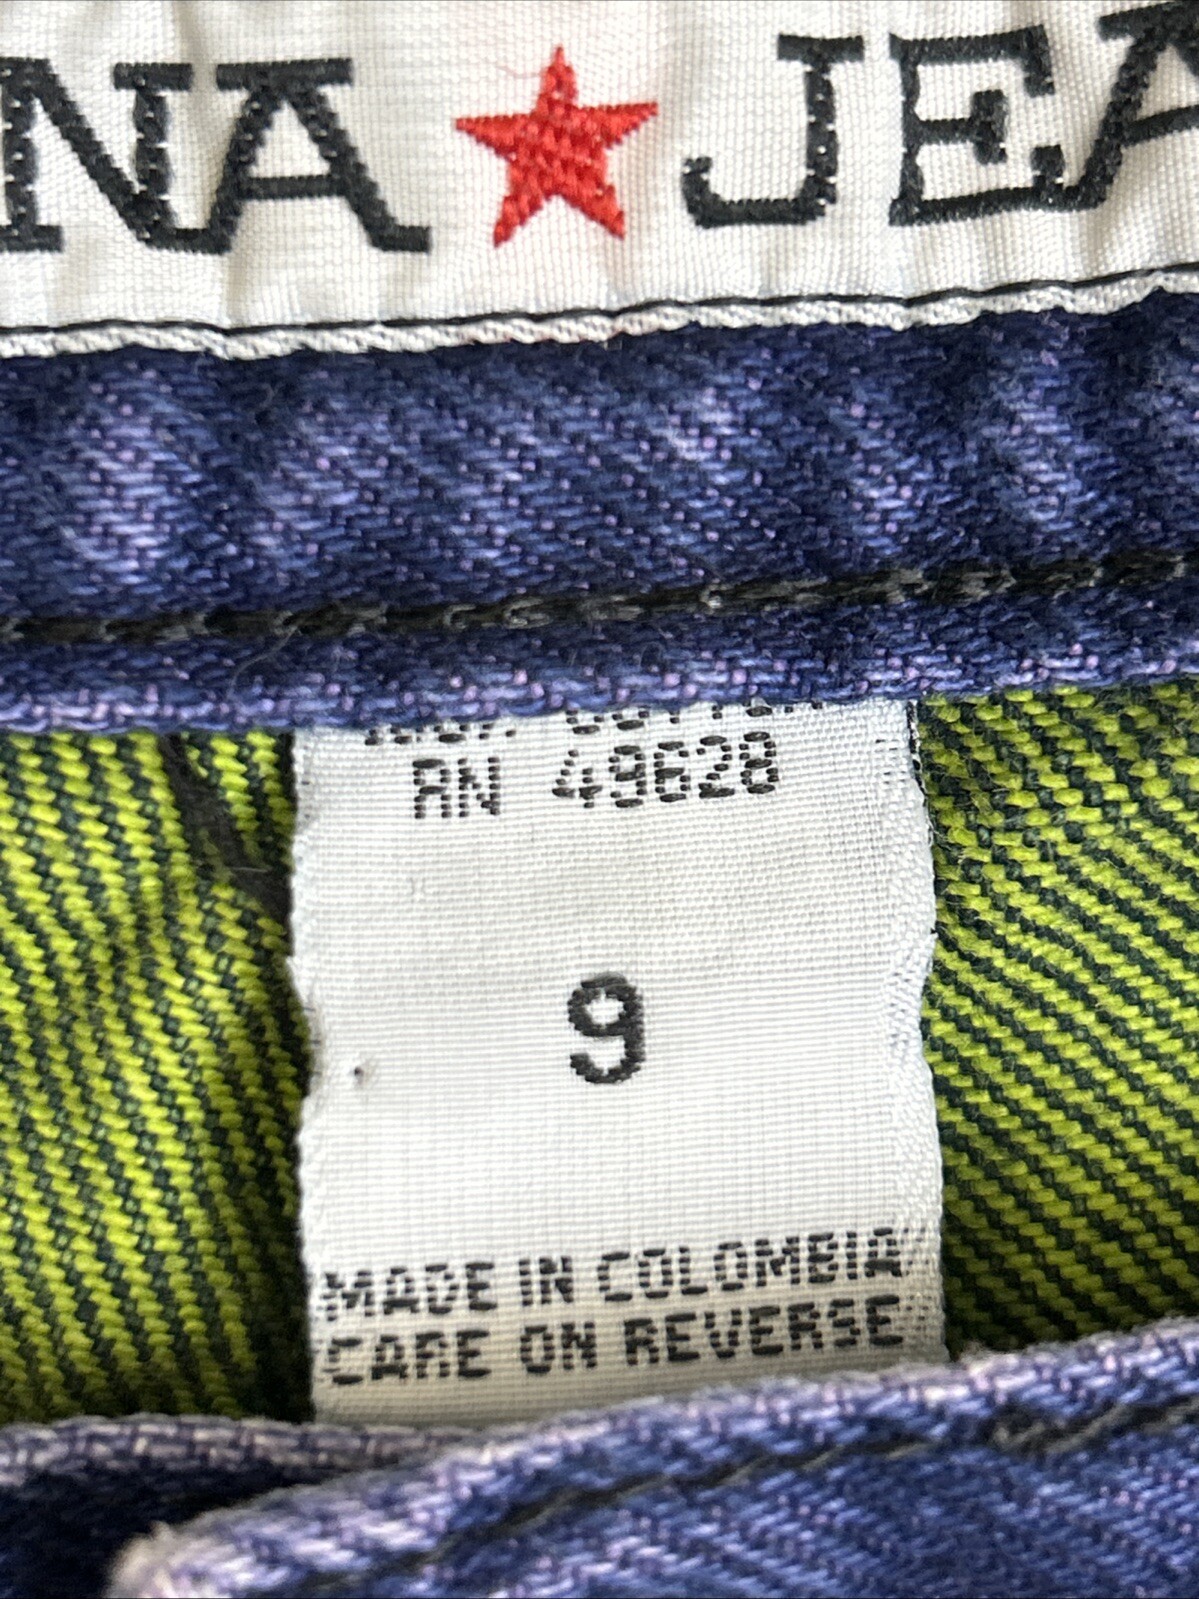 NA ★ JEA
RN 49628
9
MADE IN COLOMBIA
CARE ON REVERSE